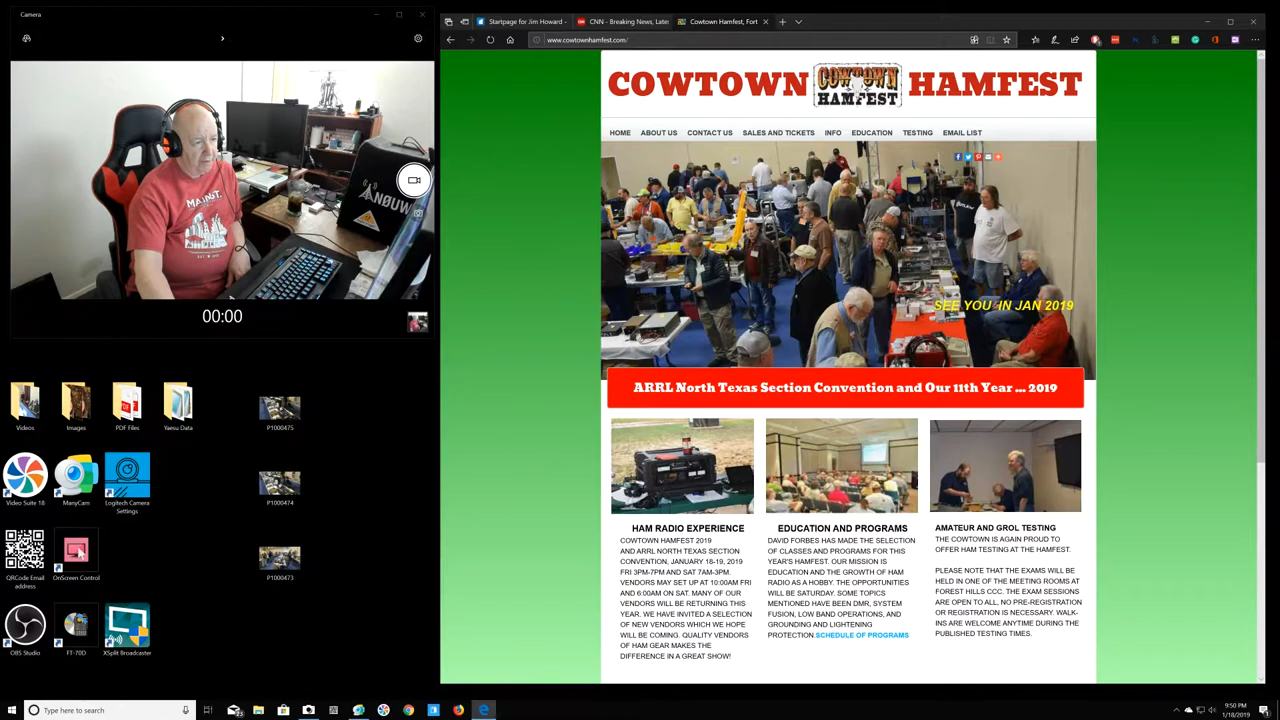 Camera
Startpage for Jim Howard -
CNN - Breaking News, Lates
Cowtown Hamfest, Fort
www.cowtownhamfest.com/
MAINE
ANØUW
00:00
COWTOWN
COWTOWN
HAMFEST
HAMFEST
HOME
ABOUT US
CONTACT US
SALES AND TICKETS
INFO
EDUCATION
TESTING
EMAIL LIST
SEE YOU IN JAN 2019
ARRL North Texas Section Convention and Our 11th Year ... 2019
HAM RADIO EXPERIENCE
COWTOWN HAMFEST 2019
AND ARRL NORTH TEXAS SECTION
CONVENTION, JANUARY 18-19, 2019
FRI 3PM-7PM AND SAT 7AM-3PM.
VENDORS MAY SET UP AT 10:00AM FRI
AND 6:00AM ON SAT. MANY OF OUR
VENDORS WILL BE RETURNING THIS
YEAR. WE HAVE INVITED A SELECTION
OF NEW VENDORS WHICH WE HOPE
WILL BE COMING. QUALITY VENDORS
OF HAM GEAR MAKES THE
DIFFERENCE IN A GREAT SHOW!
EDUCATION AND PROGRAMS
DAVID FORBES HAS MADE THE SELECTION
OF CLASSES AND PROGRAMS FOR THIS
YEAR'S HAMFEST. OUR MISSION IS
EDUCATION AND THE GROWTH OF HAM
RADIO AS A HOBBY. THE OPPORTUNITIES
WILL BE SATURDAY. SOME TOPICS
MENTIONED HAVE BEEN DMR, SYSTEM
FUSION, LOW BAND OPERATIONS, AND
GROUNDING AND LIGHTENING
PROTECTION.SCHEDULE OF PROGRAMS
AMATEUR AND GROL TESTING
THE COWTOWN IS AGAIN PROUD TO
OFFER HAM TESTING AT THE HAMFEST.
PLEASE NOTE THAT THE EXAMS WILL BE
HELD IN ONE OF THE MEETING ROOMS AT
FOREST HILLS CCC. THE EXAM SESSIONS
ARE OPEN TO ALL, NO PRE-REGISTRATION
OR REGISTRATION IS NECESSARY. WALK-
INS ARE WELCOME ANYTIME DURING THE
PUBLISHED TESTING TIMES.
Videos
Images
PDF Files
Yaesu Data
P1000475
Video Suite 18
ManyCam
Logitech Camera
Settings
P1000474
QRCode Email
address
OnScreen Control
P1000473
OBS Studio
FT-70D
XSplit Broadcaster
Type here to search
9:50 PM
1/18/2019